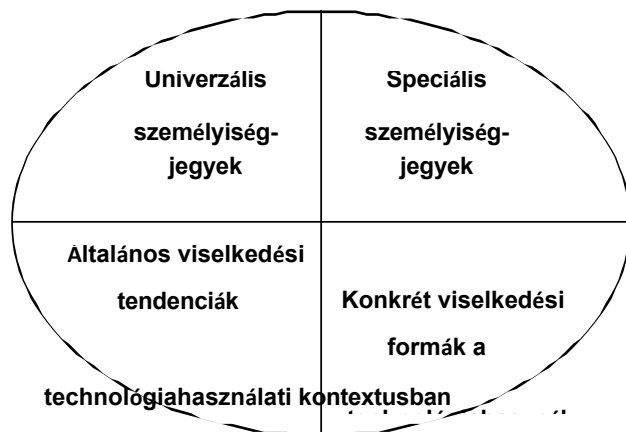 Univerzális
személyiség-
jegyek
Speciális
személyiség-
jegyek
Általános viselkedési
tendenciák
Konkrét viselkedési
formák a
technológiahasználati kontextusban